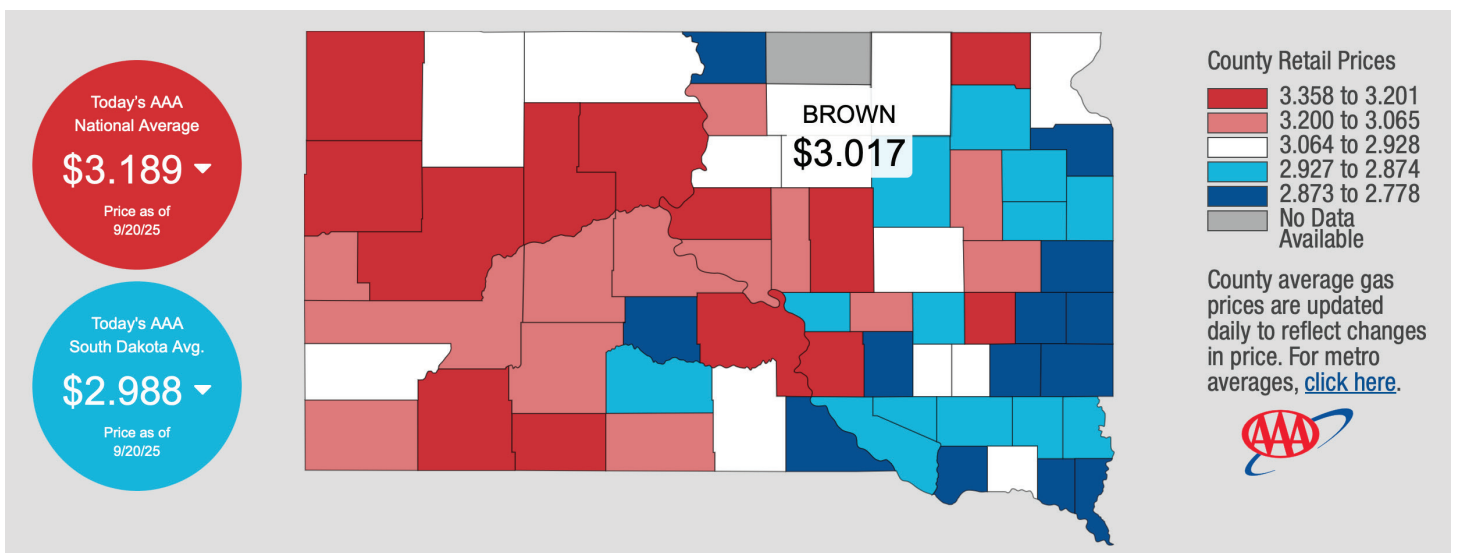 Today's AAA
National Average
$3.189
Price as of
9/20/25
Today's AAA
South Dakota Avg.
$2.988
Price as of
9/20/25
BROWN
$3.017
County Retail Prices
3.358 to 3.201
3.200 to 3.065
3.064 to 2.928
2.927 to 2.874
2.873 to 2.778
No Data
Available
County average gas
prices are updated
daily to reflect changes
in price. For metro
averages, click here.
AAA